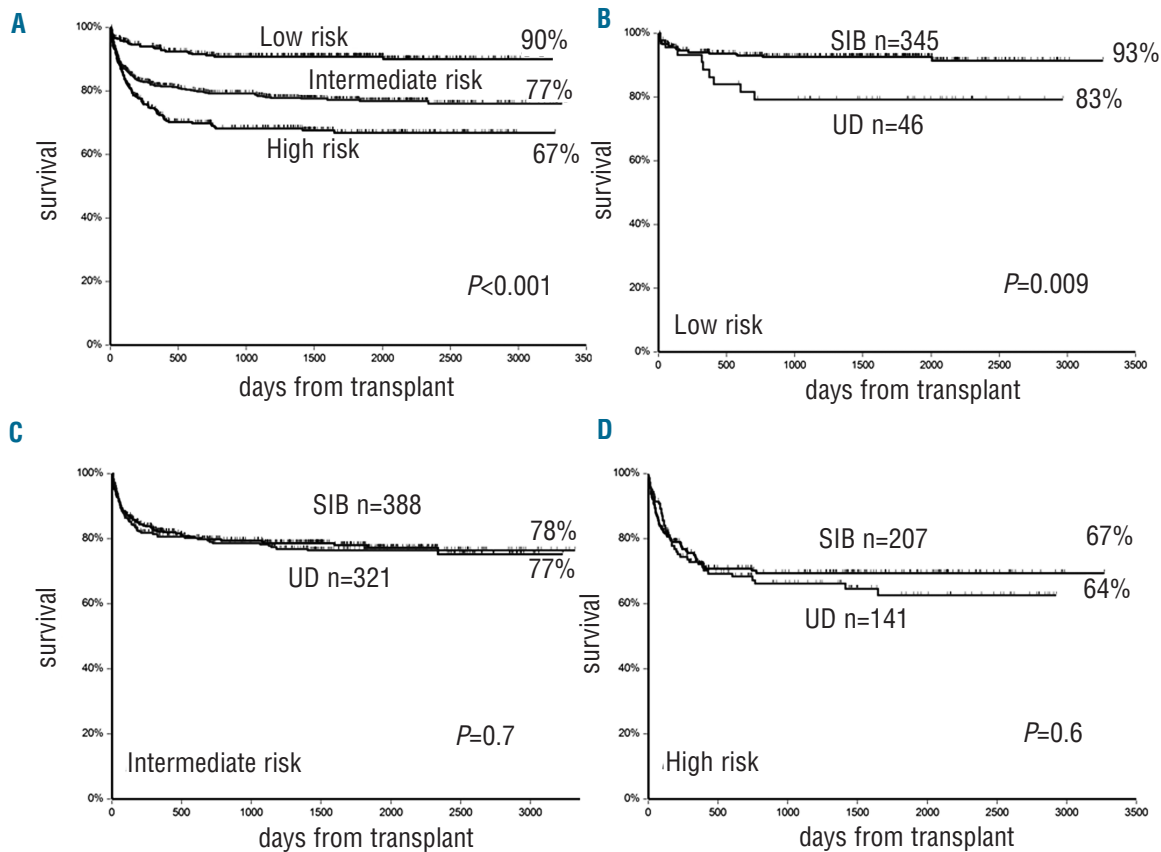 A
100%
80%
60%
40%
20%
0%
survival
Low risk
90%
Intermediate risk
77%
High risk
67%
P<0.001
0 500 1000 1500 2000 2500 3000 350
days from transplant
B
100%
80%
60%
40%
20%
0%
survival
SIB n=345
93%
83%
UD n=46
P=0.009
Low risk
0 500 1000 1500 2000 2500 3000 3500
days from transplant
C
100%
80%
60%
40%
20%
0%
survival
SIB n=388
78%
77%
UD n=321
P=0.7
Intermediate risk
0 500 1000 1500 2000 2500 3000
days from transplant
D
100%
80%
60%
40%
20%
0%
survival
SIB n=207
67%
64%
UD n=141
P=0.6
High risk
0 500 1000 1500 2000 2500 3000 3500
days from transplant